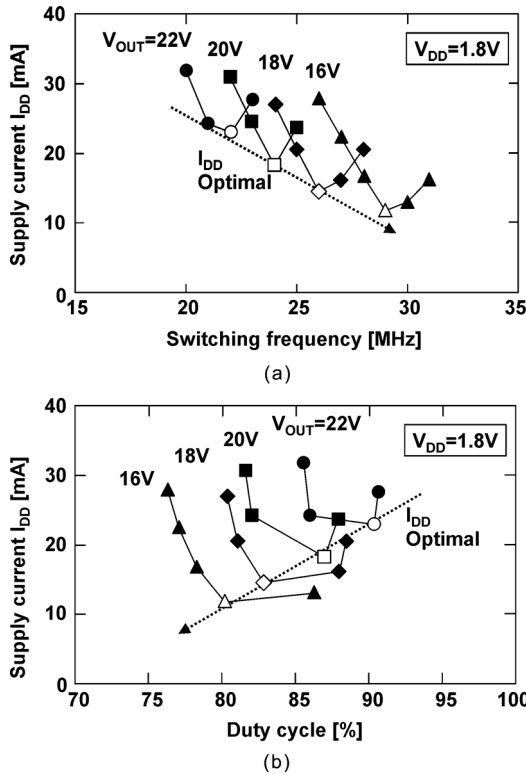 (a)
V_OUT=22V
20V
18V
16V
V_DD=1.8V
I_DD
Optimal
Supply current I_DD [mA]
40
30
20
10
0
15
20
25
30
35
Switching frequency [MHz]
(a)
V_OUT=22V
20V
18V
16V
V_DD=1.8V
I_DD
Optimal
Supply current I_DD [mA]
40
30
20
10
0
70
75
80
85
90
95
100
Duty cycle [%]
(b)